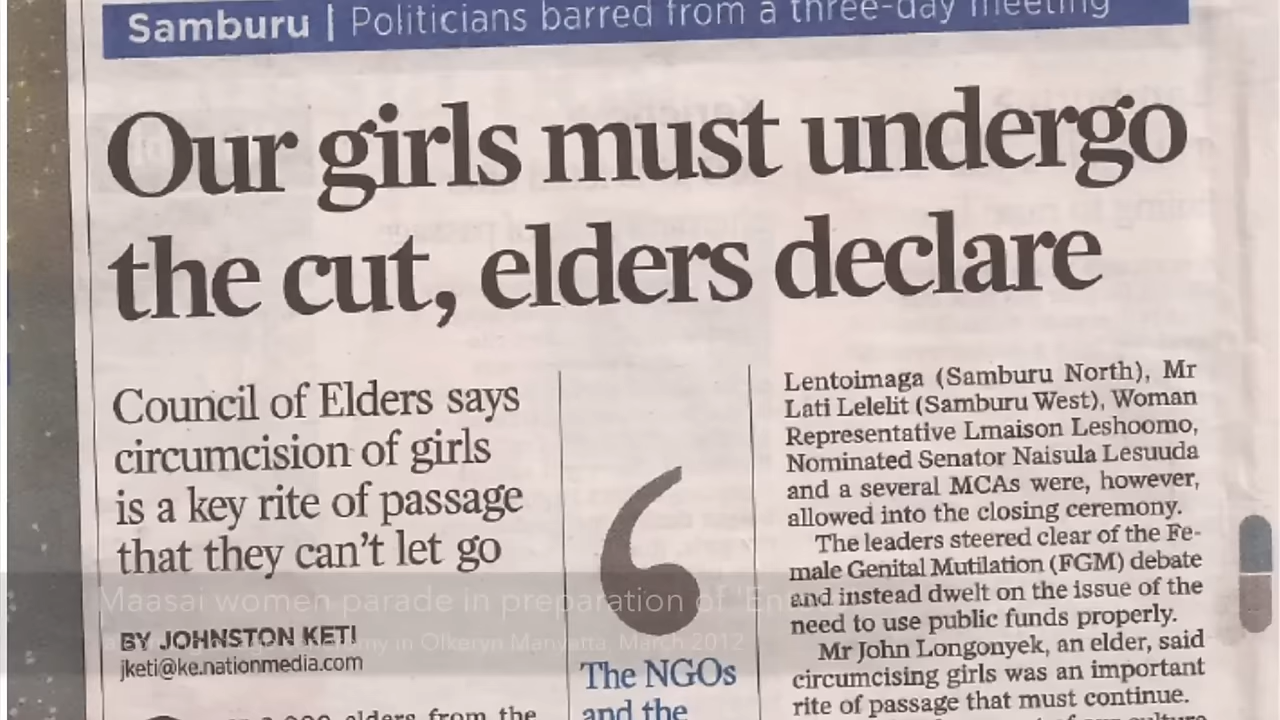 Samburu | Politicians barred from a three-day meeting
Our girls must undergo
the cut, elders declare
Council of Elders says
circumcision of girls
is a key rite of passage
that they can't let go
BY JOHNSTON KETI
jketi@ke.nationmedia.com
elders from the
The NGOs
and the
Lentoimaga (Samburu North), Mr
Lati Lelelit (Samburu West), Woman
Representative Lmaison Leshoomo,
Nominated Senator Naisula Lesuuda
and a several MCAs were, however,
allowed into the closing ceremony.
The leaders steered clear of the Fe-
male Genital Mutilation (FGM) debate
and instead dwelt on the issue of the
need to use public funds properly.
Mr John Longonyek, an elder, said
circumcising girls was an important
rite of passage that must continue.
Maasai women parade in preparation of 'En
in Olkeryn Manyatta March 2012